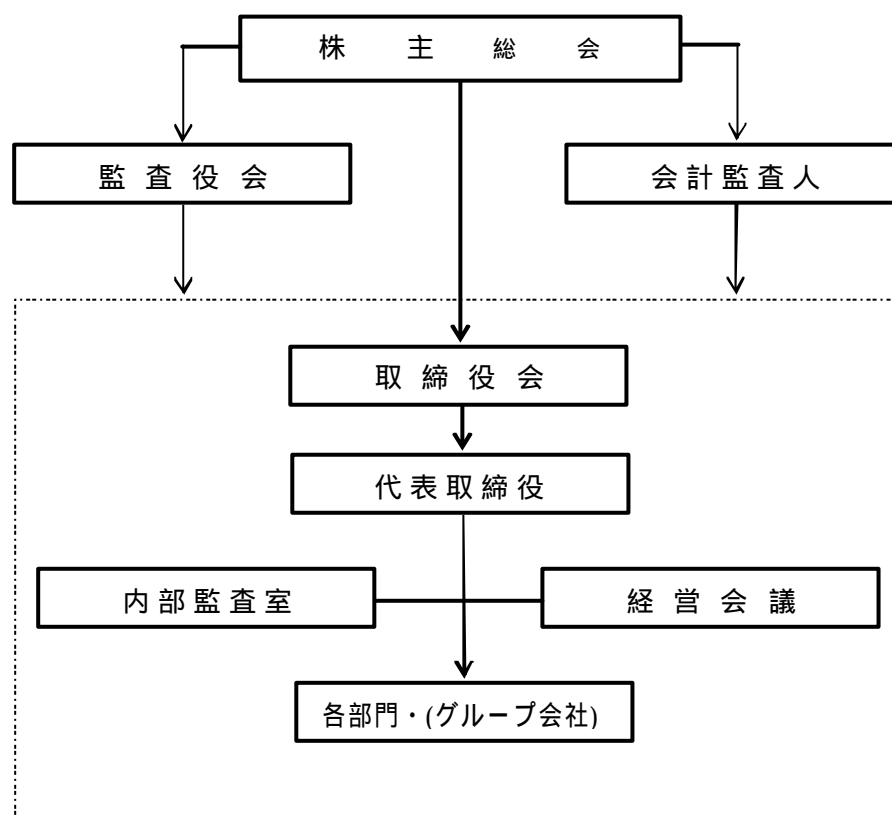 株主総会
監査役会
会計監査人
取締役会
代表取締役
内部監査室
経営会議
各部門・(グループ会社)